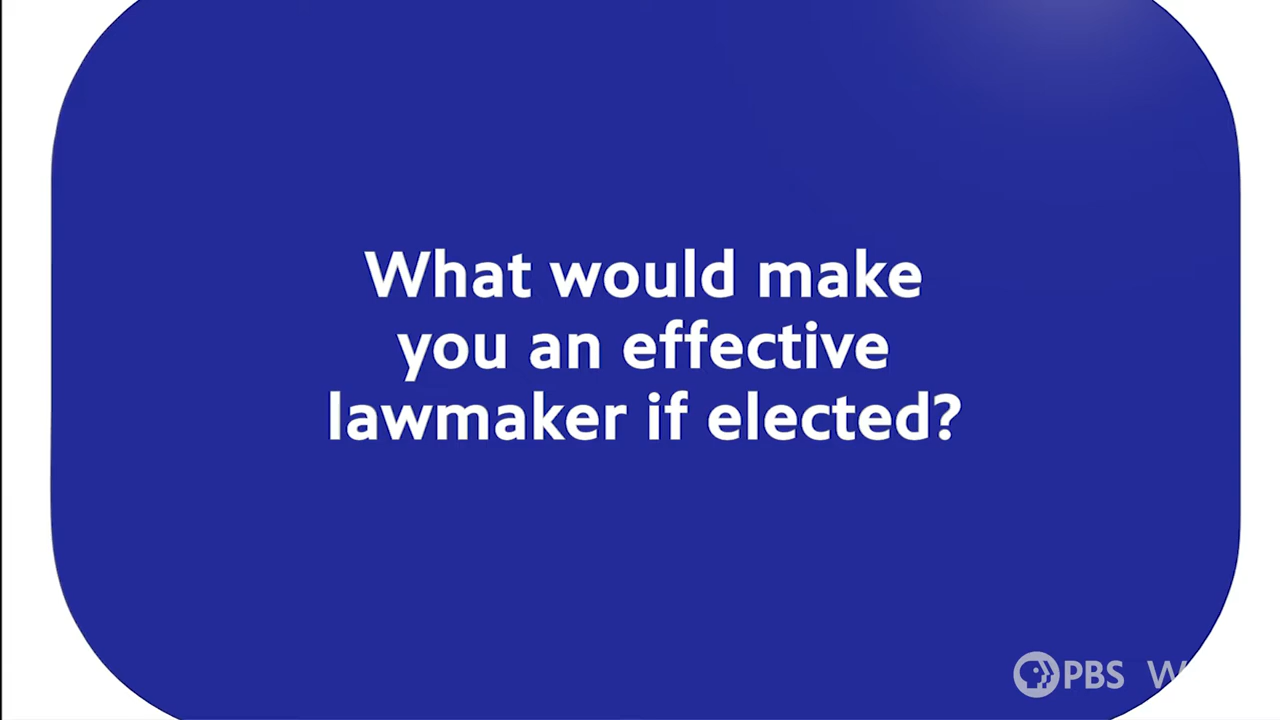 What would make
you an effective
lawmaker if elected?
PBS W